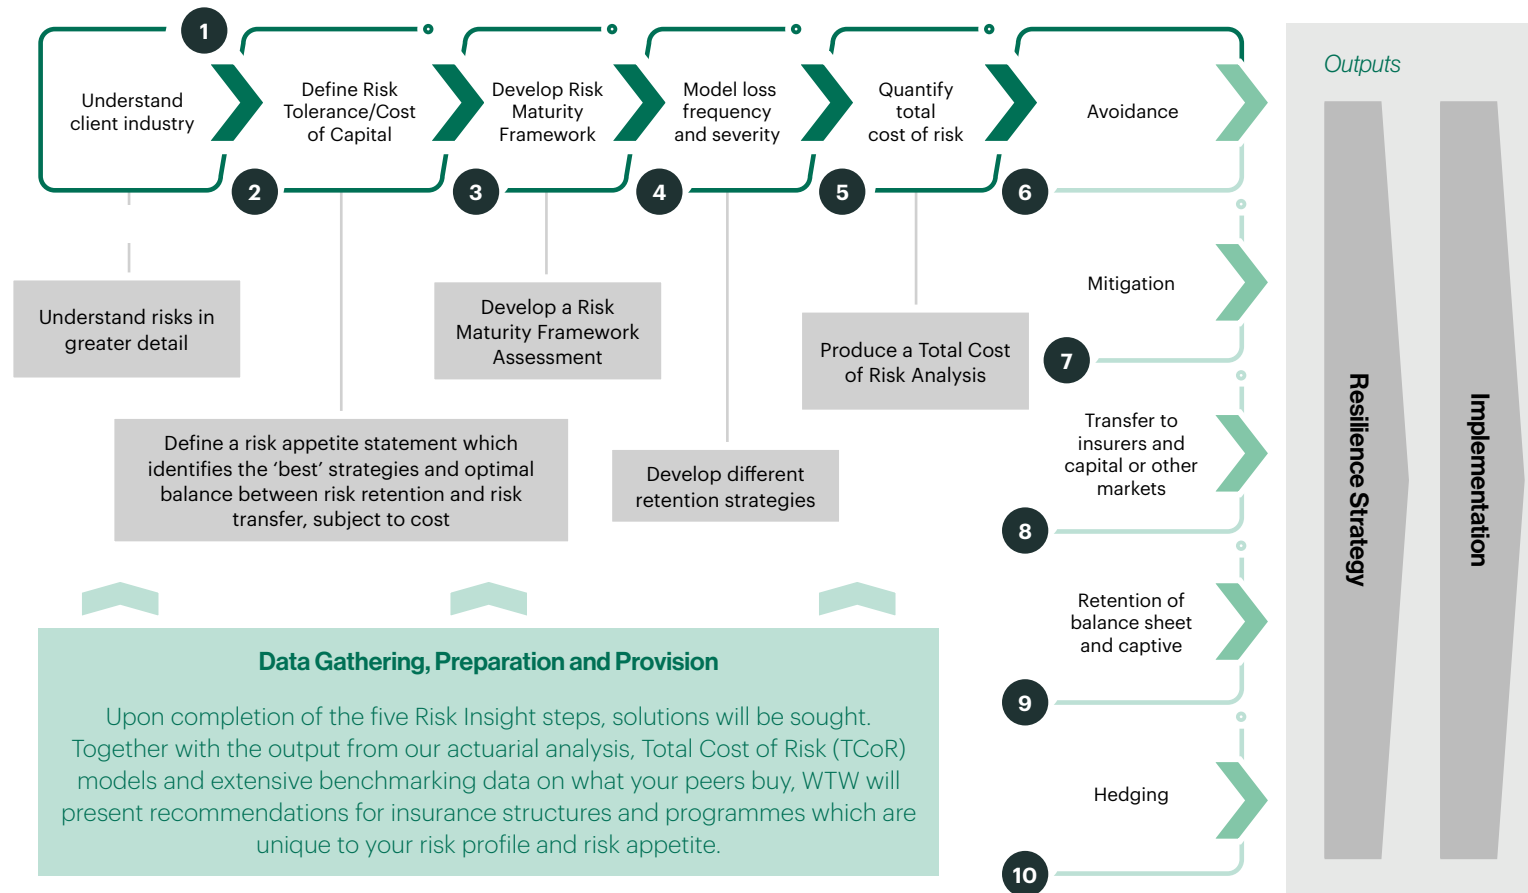 1
Understand
client industry
2
Define Risk
Tolerance/Cost
of Capital
3
Develop Risk
Maturity
Framework
4
Model loss
frequency
and severity
5
Quantify
total
cost of risk
6
Avoidance
Understand risks in
greater detail
Define a risk appetite statement which
identifies the ‘best’ strategies and optimal
balance between risk retention and risk
transfer, subject to cost
Develop a Risk
Maturity Framework
Assessment
Develop different
retention strategies
Produce a Total Cost
of Risk Analysis
Mitigation
7
Transfer to
insurers and
capital or other
markets
8
Retention of
balance sheet
and captive
9
Hedging
10
Data Gathering, Preparation and Provision
Upon completion of the five Risk Insight steps, solutions will be sought.
Together with the output from our actuarial analysis, Total Cost of Risk (TCoR)
models and extensive benchmarking data on what your peers buy, WTW will
present recommendations for insurance structures and programmes which are
unique to your risk profile and risk appetite.
Outputs
Resilience Strategy
Implementation